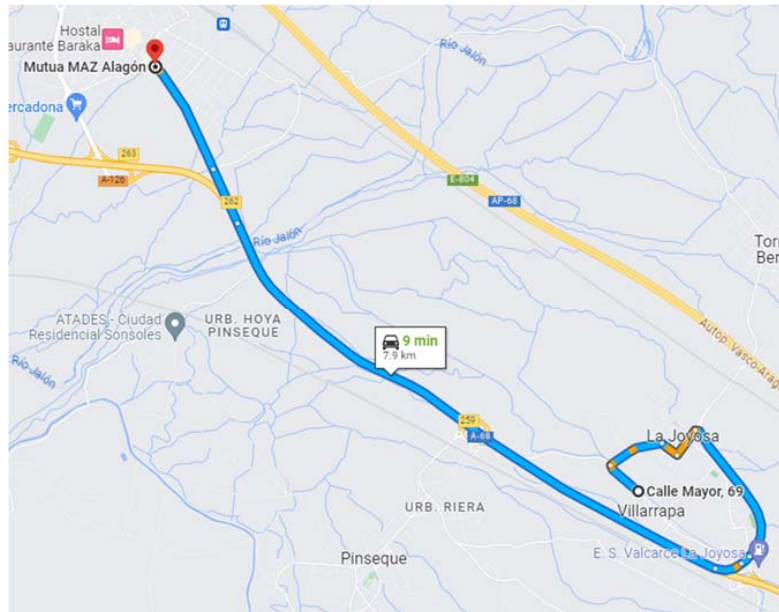 Hostal
aurante Baraka
Mutua MAZ Alagón
Río Jalón
ercadona
263
A-126
262
E-804
AP-68
Río Jalón
Torr
Ber
ATADES - Ciudad
Residencial Sonsoles
URB. HOYA
PINSEQUE
9 min
7.9 km
Autop. Vasco-Arag
Río Jalón
259
A-68
La Joyosa
Calle Mayor, 69
Villarrapa
URB. RIERA
E. S. Valcarce La Joyosa
Pinseque